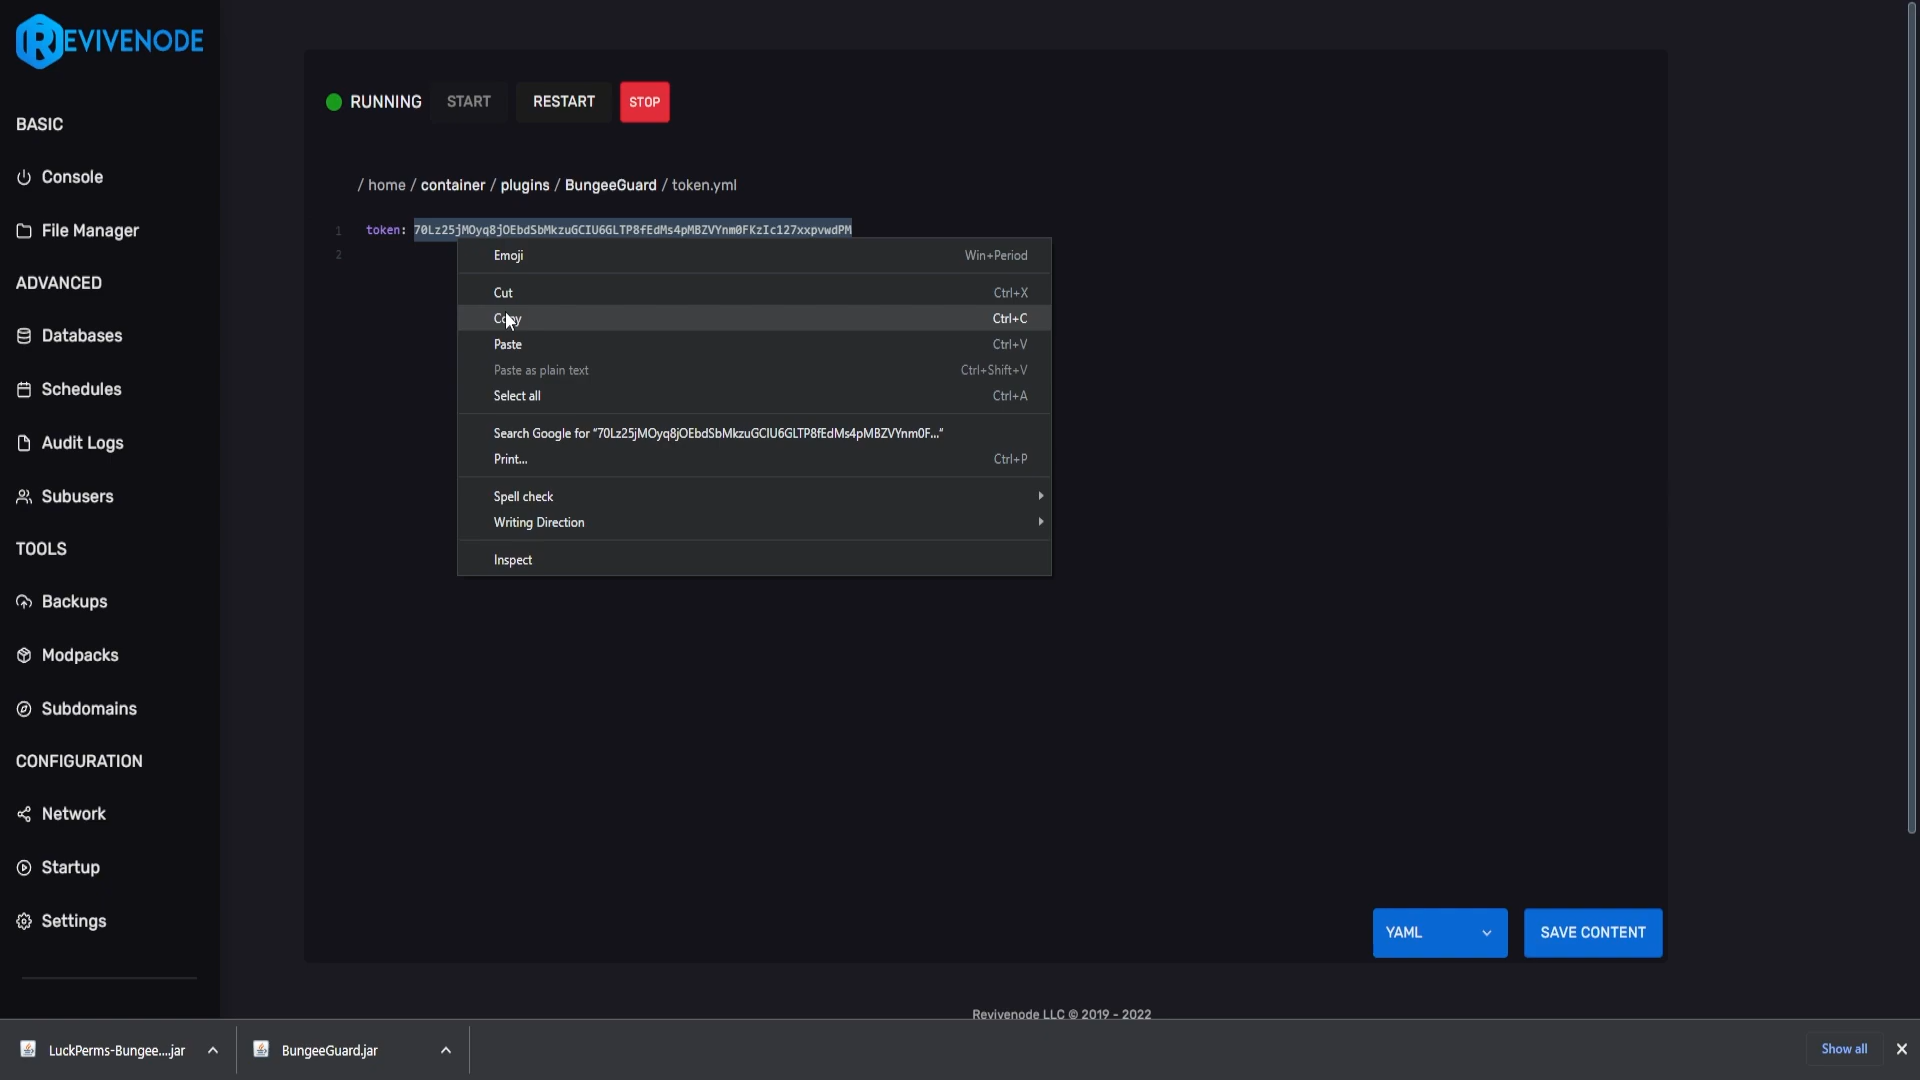 REVIVENODE
BASIC
Console
File Manager
ADVANCED
Databases
Schedules
Audit Logs
Subusers
TOOLS
Backups
Modpacks
Subdomains
CONFIGURATION
Network
Startup
Settings
RUNNING START RESTART STOP
/ home / container / plugins / BungeeGuard / token.yml
1 token: 70Lz25jMOyq8jOEbdSbMkzuGCIU6GLTP8fEdMs4pMBZVYnm0FKzIc127xxpvwdPM
2
Emoji Win+Period
Cut Ctrl+X
Copy Ctrl+C
Paste Ctrl+V
Paste as plain text Ctrl+Shift+V
Select all Ctrl+A
Search Google for “70Lz25jMOyq8jOEbdSbMkzuGCIU6GLTP8fEdMs4pMBZVYnm0F...”
Print... Ctrl+P
Spell check
Writing Direction
Inspect
YAML SAVE CONTENT
Revivenode LLC © 2019 - 2022
LuckPerms-Bungee....jar BungeeGuard.jar Show all